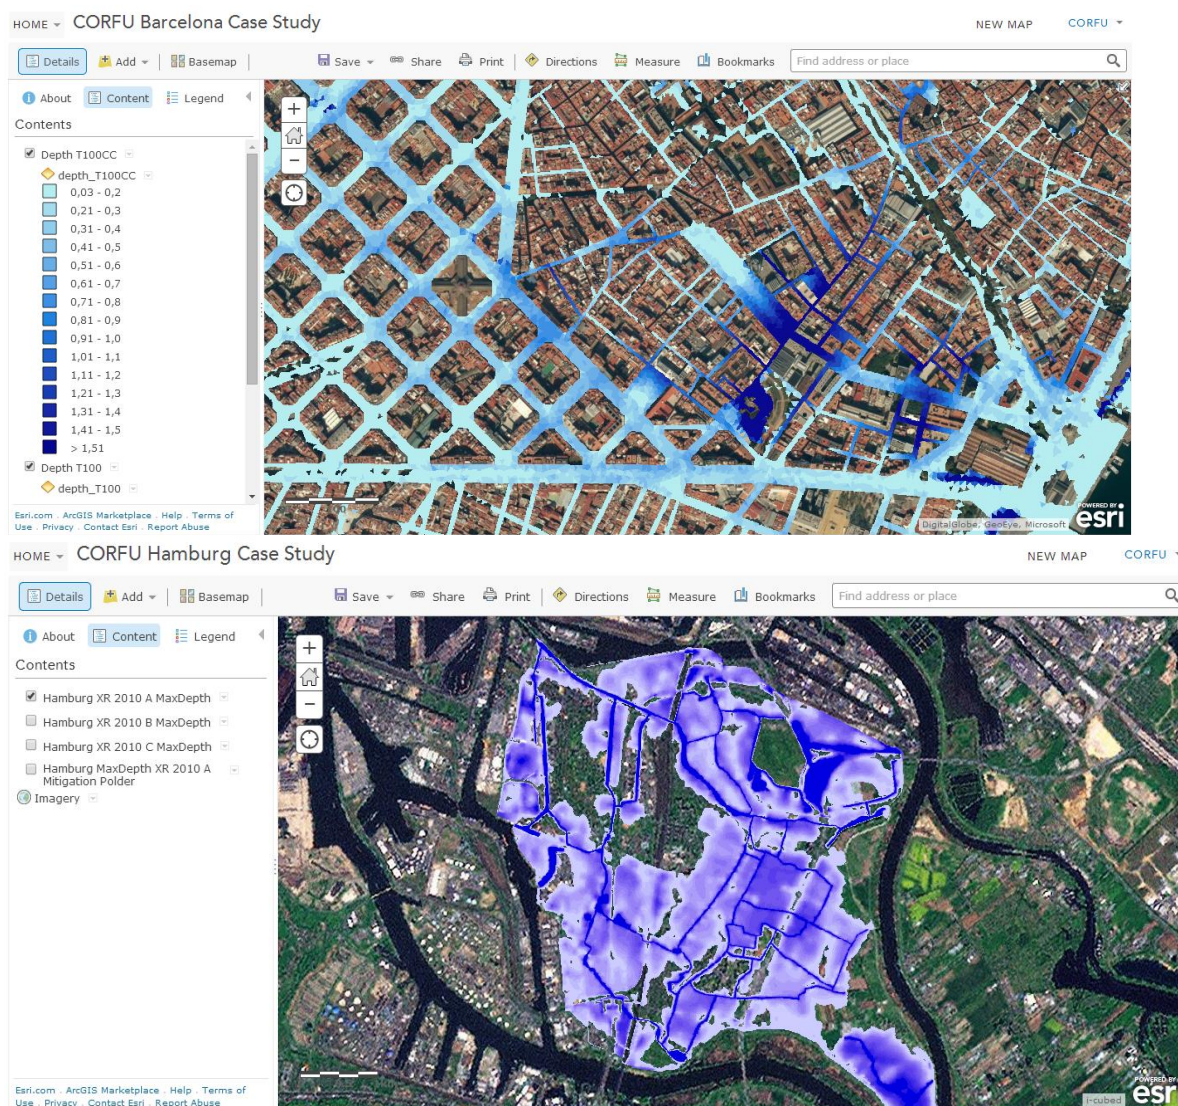 HOME CORFU Barcelona Case Study NEW MAP CORFU
Details Add Basemap Save Share Print Directions Measure Bookmarks Find address or place
About Content Legend
Contents
Depth T100CC
depth_T100CC
0,03 - 0,2
0,21 - 0,3
0,31 - 0,4
0,41 - 0,5
0,51 - 0,6
0,61 - 0,7
0,71 - 0,8
0,81 - 0,9
0,91 - 1,0
1,01 - 1,1
1,11 - 1,2
1,21 - 1,3
1,31 - 1,4
1,41 - 1,5
> 1,51
Depth T100
depth_T100
Esri.com . ArcGIS Marketplace . Help . Terms of
Use . Privacy . Contact Esri . Report Abuse
DigitalGlobe, GeoEye, Microsoft
POWERED BY
esri
HOME CORFU Hamburg Case Study NEW MAP CORFU
Details Add Basemap Save Share Print Directions Measure Bookmarks Find address or place
About Content Legend
Contents
Hamburg XR 2010 A MaxDepth
Hamburg XR 2010 B MaxDepth
Hamburg XR 2010 C MaxDepth
Hamburg MaxDepth XR 2010 A
Mitigation Polder
Imagery
Esri.com . ArcGIS Marketplace . Help . Terms of
Use . Privacy . Contact Esri . Report Abuse
i-cubed
POWERED BY
esri